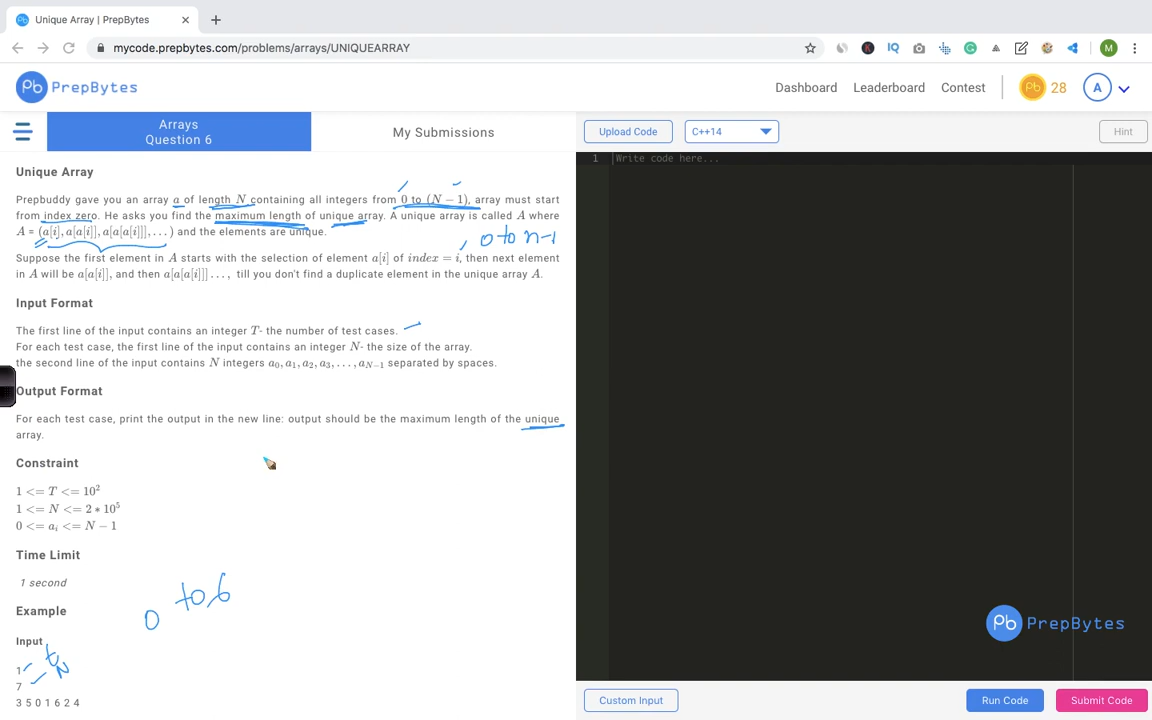 Unique Array | PrepBytes
mycode.prepbytes.com/problems/arrays/UNIQUEARRAY
IQ
M
Pb PrepBytes
Dashboard Leaderboard Contest Pb 28 A
Arrays
Question 6
My Submissions
Upload Code C++14 Hint
1 Write code here...
Unique Array
Prepbuddy gave you an array a of length N containing all integers from 0 to (N − 1), array must start
from index zero. He asks you find the maximum length of unique array. A unique array is called A where
A = (a[i], a[a[i]], a[a[a[i]]], ...) and the elements are unique.
0 to n-1
Suppose the first element in A starts with the selection of element a[i] of index = i, then next element
in A will be a[a[i]], and then a[a[a[i]]] ..., till you don't find a duplicate element in the unique array A.
Input Format
The first line of the input contains an integer T- the number of test cases.
For each test case, the first line of the input contains an integer N- the size of the array.
the second line of the input contains N integers a0, a1, a2, a3, ..., aN−1 separated by spaces.
Output Format
For each test case, print the output in the new line: output should be the maximum length of the unique
array.
Constraint
1 <= T <= 10^2
1 <= N <= 2 * 10^5
0 <= ai <= N − 1
Time Limit
1 second
0 to 6
Example
Input
1 t
7 N
3 5 0 1 6 2 4
Pb PrepBytes
Custom Input Run Code Submit Code